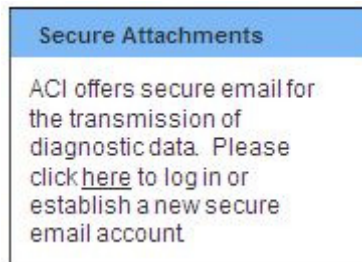 Secure Attachments
ACI offers secure email for
the transmission of
diagnostic data. Please
click here to log in or
establish a new secure
email account